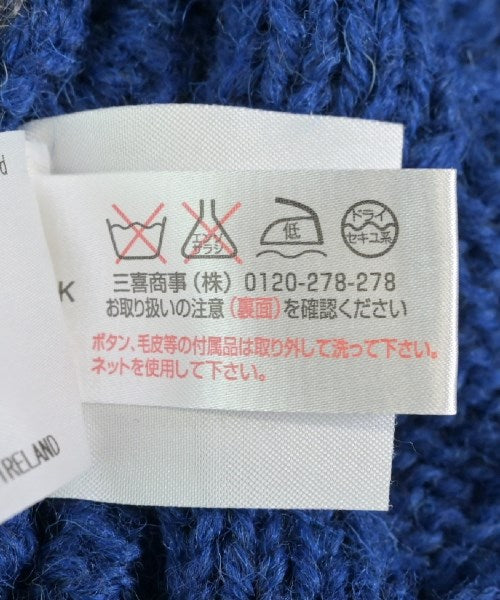 d
エンソ
サラシ
低
ドライ
セキユ系
三喜商事(株) 0120-278-278
K
お取り扱いの注意(裏面)を確認ください
ボタン、毛皮等の付属品は取り外して洗って下さい。
ネットを使用して下さい。
IRELAND